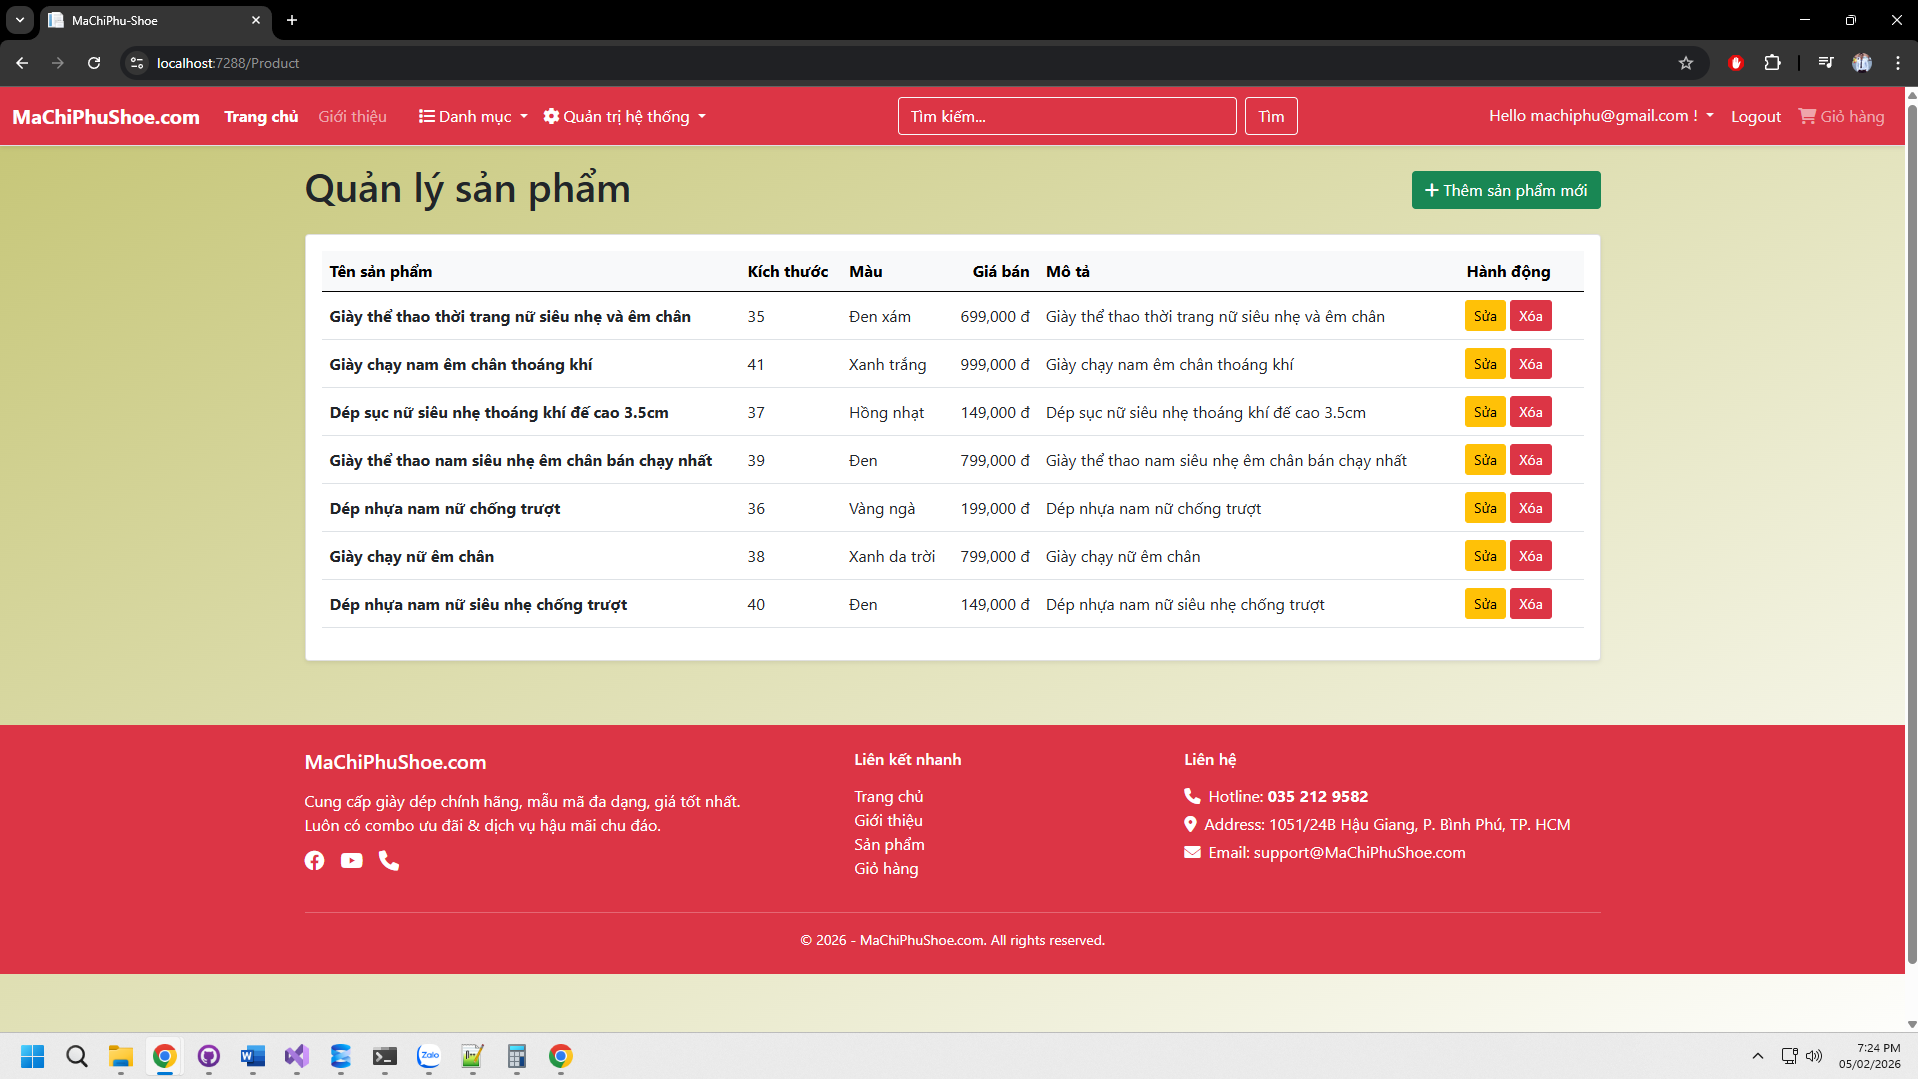 MaChiPhu-Shoe
localhost:7288/Product
MaChiPhuShoe.com Trang chủ Giới thiệu Danh mục Quản trị hệ thống Tìm kiếm... Tìm Hello machiphu@gmail.com ! Logout Giỏ hàng
Quản lý sản phẩm
Thêm sản phẩm mới
Tên sản phẩm Kích thước Màu Giá bán Mô tả Hành động
Giày thể thao thời trang nữ siêu nhẹ và êm chân 35 Đen xám 699,000 đ Giày thể thao thời trang nữ siêu nhẹ và êm chân Sửa Xóa
Giày chạy nam êm chân thoáng khí 41 Xanh trắng 999,000 đ Giày chạy nam êm chân thoáng khí Sửa Xóa
Dép sục nữ siêu nhẹ thoáng khí đế cao 3.5cm 37 Hồng nhạt 149,000 đ Dép sục nữ siêu nhẹ thoáng khí đế cao 3.5cm Sửa Xóa
Giày thể thao nam siêu nhẹ êm chân bán chạy nhất 39 Đen 799,000 đ Giày thể thao nam siêu nhẹ êm chân bán chạy nhất Sửa Xóa
Dép nhựa nam nữ chống trượt 36 Vàng ngà 199,000 đ Dép nhựa nam nữ chống trượt Sửa Xóa
Giày chạy nữ êm chân 38 Xanh da trời 799,000 đ Giày chạy nữ êm chân Sửa Xóa
Dép nhựa nam nữ siêu nhẹ chống trượt 40 Đen 149,000 đ Dép nhựa nam nữ siêu nhẹ chống trượt Sửa Xóa
MaChiPhuShoe.com
Cung cấp giày dép chính hãng, mẫu mã đa dạng, giá tốt nhất.
Luôn có combo ưu đãi & dịch vụ hậu mãi chu đáo.
Liên kết nhanh
Trang chủ
Giới thiệu
Sản phẩm
Giỏ hàng
Liên hệ
Hotline: 035 212 9582
Address: 1051/24B Hậu Giang, P. Bình Phú, TP. HCM
Email: support@MaChiPhuShoe.com
© 2026 - MaChiPhuShoe.com. All rights reserved.
Zalo
7:24 PM
05/02/2026